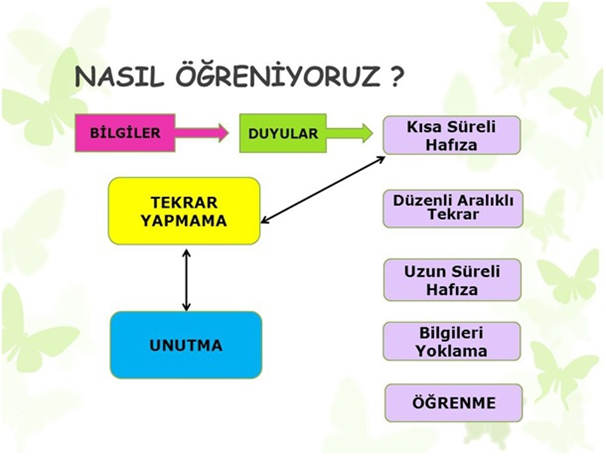 NASIL ÖĞRENİYORUZ ?
BİLGİLER
DUYULAR
Kısa Süreli
Hafıza
TEKRAR
YAPMAMA
Düzenli Aralıklı
Tekrar
Uzun Süreli
Hafıza
UNUTMA
Bilgileri
Yoklama
ÖĞRENME